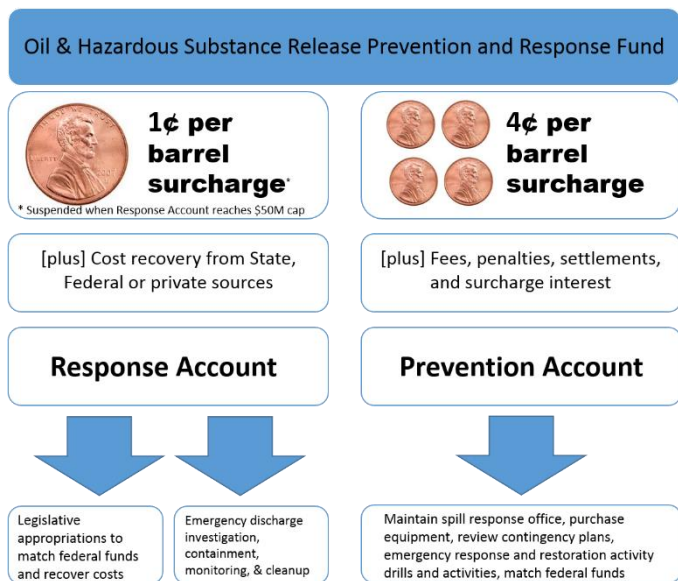 Oil & Hazardous Substance Release Prevention and Response Fund
1¢ per
barrel
surcharge*
* Suspended when Response Account reaches $50M cap
4¢ per
barrel
surcharge
[plus] Cost recovery from State,
Federal or private sources
[plus] Fees, penalties, settlements,
and surcharge interest
Response Account
Prevention Account
Legislative
appropriations to
match federal funds
and recover costs
Emergency discharge
investigation,
containment,
monitoring, & cleanup
Maintain spill response office, purchase
equipment, review contingency plans,
emergency response and restoration activity
drills and activities, match federal funds